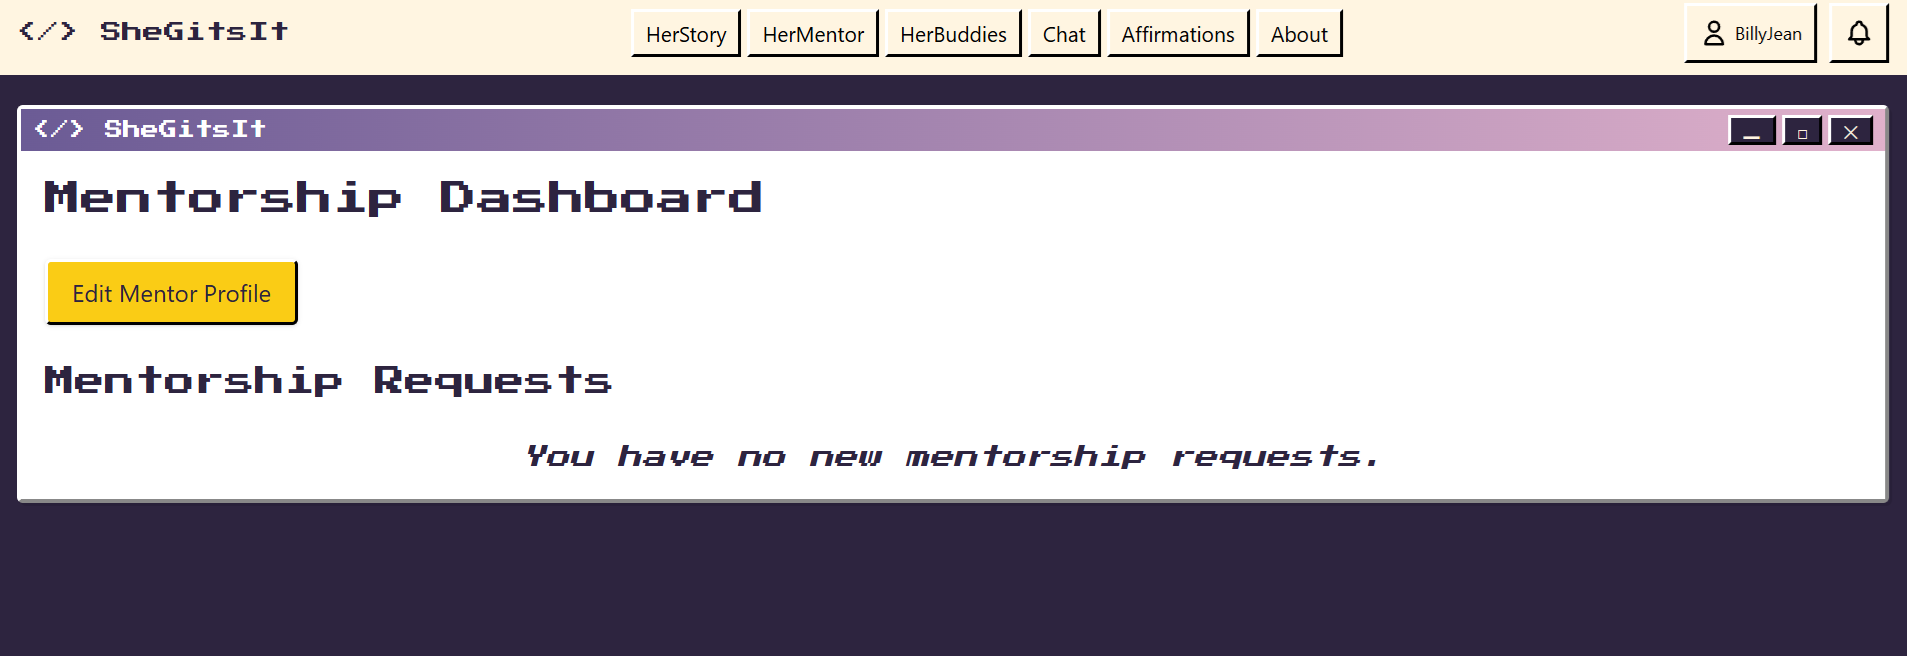 </> SheGitsIt
HerStory HerMentor HerBuddies Chat Affirmations About
BillyJean
</> SheGitsIt
Mentorship Dashboard
Edit Mentor Profile
Mentorship Requests
You have no new mentorship requests.